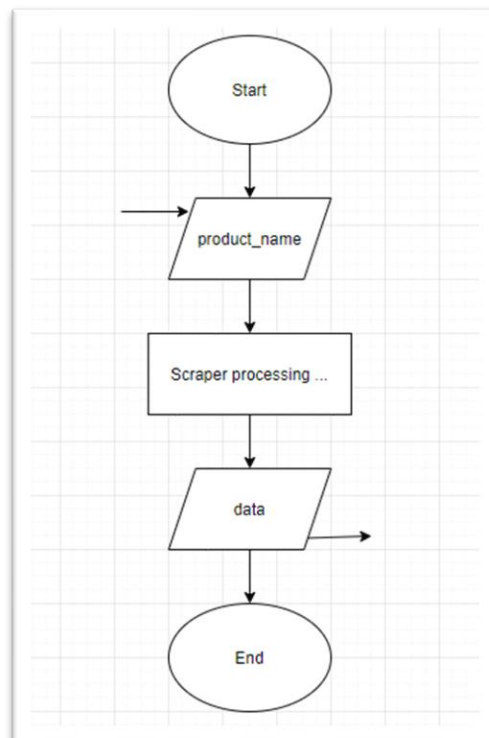 Start
product_name
Scraper processing ...
data
End